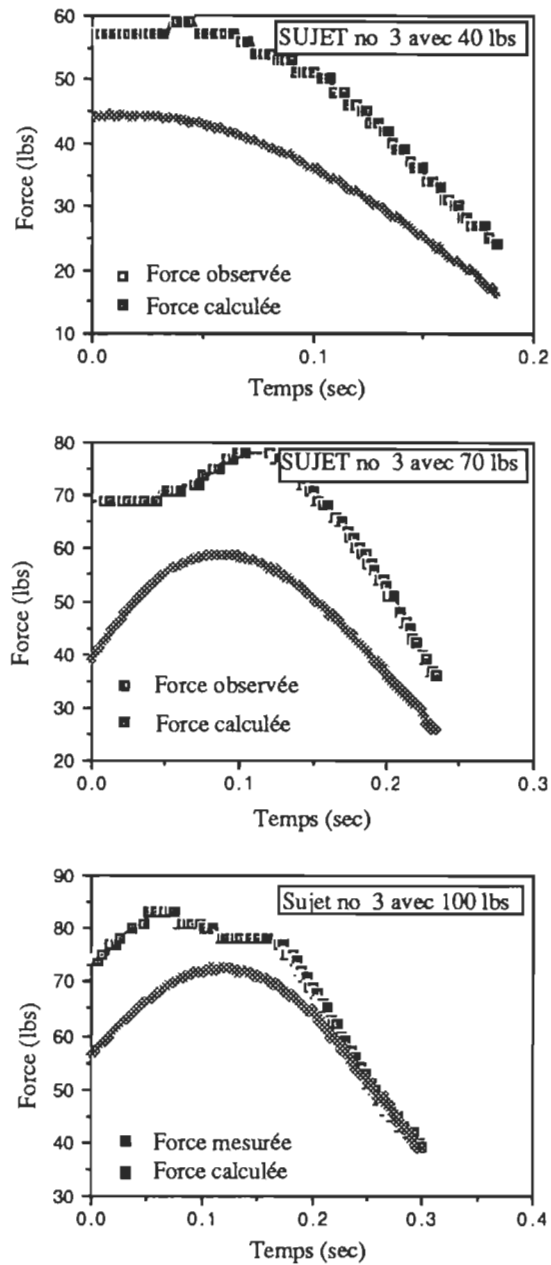 60
50
40
30
20
10
Force (lbs)
SUJET no 3 avec 40 lbs
Force observée
Force calculée
0.0
0.1
0.2
Temps (sec)
80
70
60
50
40
30
20
Force (lbs)
SUJET no 3 avec 70 lbs
Force observée
Force calculée
0.0
0.1
0.2
0.3
Temps (sec)
90
80
70
60
50
40
30
Force (lbs)
Sujet no 3 avec 100 lbs
Force mesurée
Force calculée
0.0
0.1
0.2
0.3
0.4
Temps (sec)